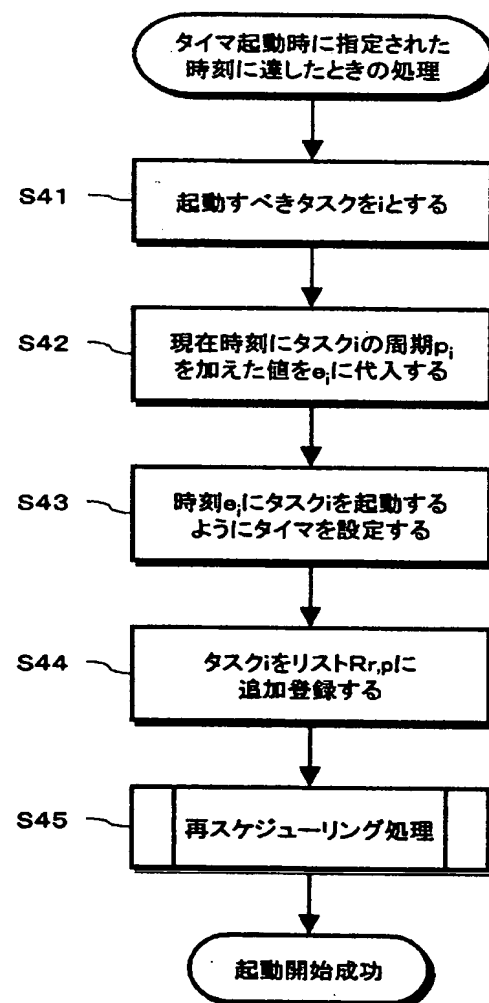 タイマ起動時に指定された
時刻に達したときの処理
S41
起動すべきタスクをiとする
S42
現在時刻にタスクiの周期pi
を加えた値をeiに代入する
S43
時刻eiにタスクiを起動する
ようにタイマを設定する
S44
タスクiをリストRr,pに
追加登録する
S45
再スケジューリング処理
起動開始成功